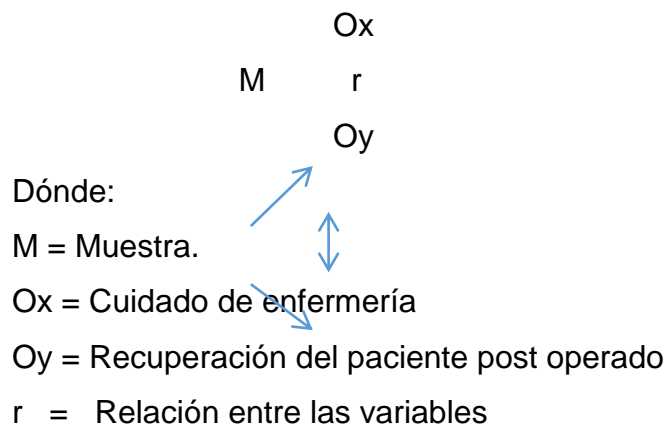 Ox
M r
Oy
Dónde:
M = Muestra.
Ox = Cuidado de enfermería
Oy = Recuperación del paciente post operado
r = Relación entre las variables